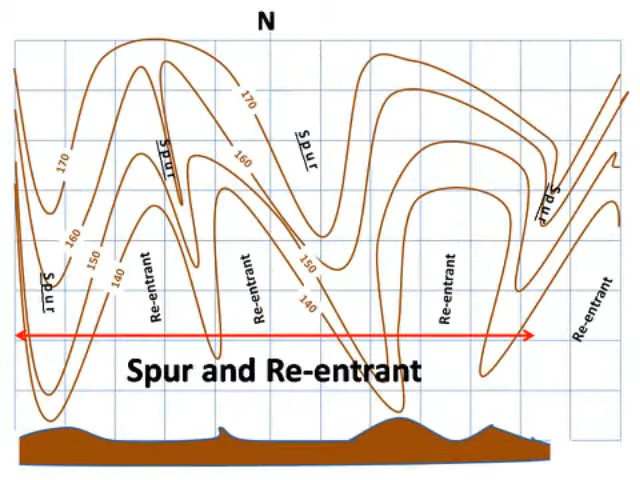 N
170
Spur
Spur
170
160
Spur
160
150
140
Spur
Re-entrant
Re-entrant
150
140
Re-entrant
Re-entrant
Spur and Re-entrant